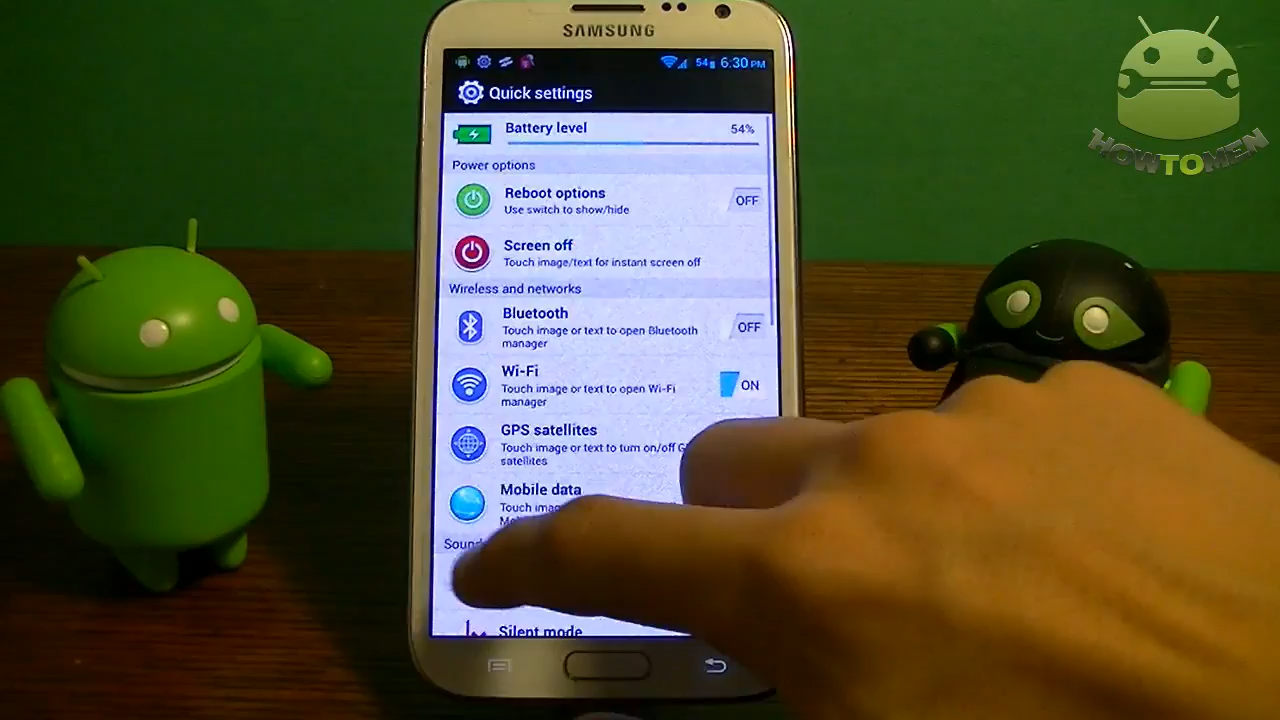 SAMSUNG
54 6:30 PM
Quick settings
Battery level 54%
Power options
Reboot options
Use switch to show/hide
OFF
Screen off
Touch image/text for instant screen off
Wireless and networks
Bluetooth
Touch image or text to open Bluetooth
manager
OFF
Wi-Fi
Touch image or text to open Wi-Fi
manager
ON
GPS satellites
Touch image or text to turn on/off G
satellites
Mobile data
Touch
Sound
Silent mode
HOWTOMEN